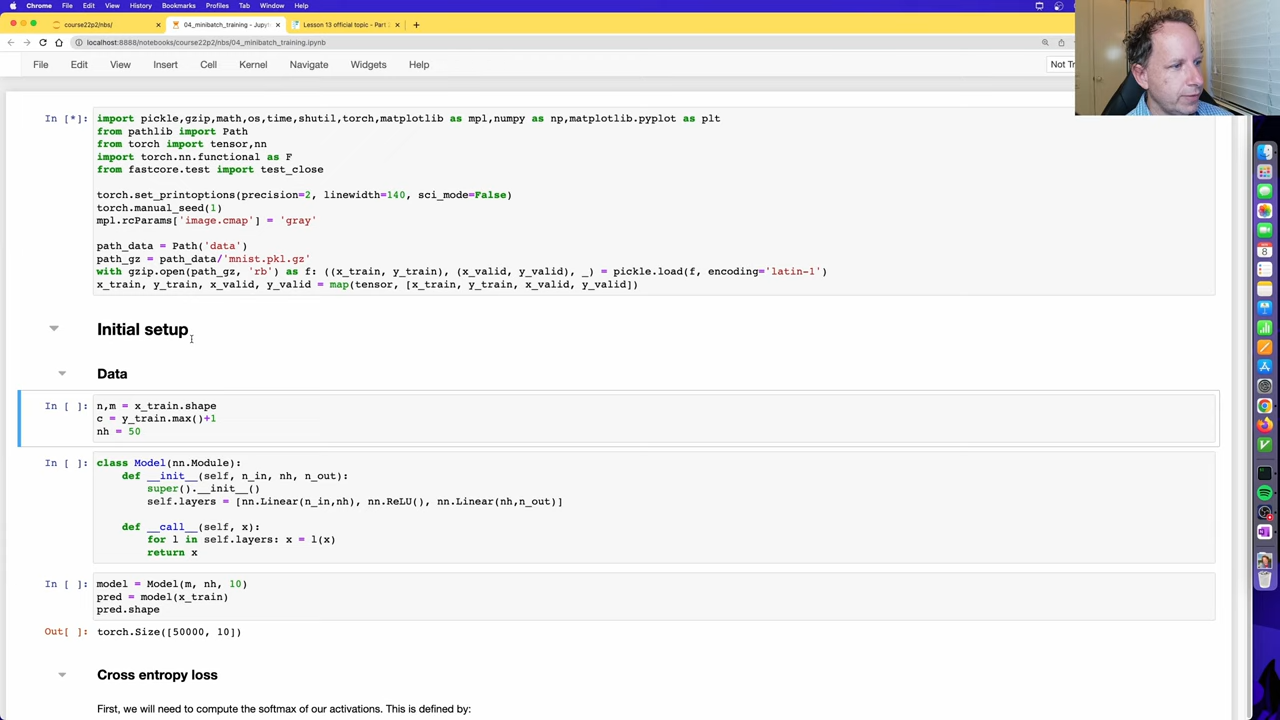 Chrome File Edit View History Bookmarks Profiles Tab Window Help
course22p2/nbs/
04_minibatch_training - Jupyt
Lesson 13 official topic - Part
localhost:8888/notebooks/course22p2/nbs/04_minibatch_training.ipynb
File Edit View Insert Cell Kernel Navigate Widgets Help
Not Tr
In [*]: import pickle,gzip,math,os,time,shutil,torch,matplotlib as mpl,numpy as np,matplotlib.pyplot as plt
from pathlib import Path
from torch import tensor,nn
import torch.nn.functional as F
from fastcore.test import test_close
torch.set_printoptions(precision=2, linewidth=140, sci_mode=False)
torch.manual_seed(1)
mpl.rcParams['image.cmap'] = 'gray'
path_data = Path('data')
path_gz = path_data/'mnist.pkl.gz'
with gzip.open(path_gz, 'rb') as f: ((x_train, y_train), (x_valid, y_valid), _) = pickle.load(f, encoding='latin-1')
x_train, y_train, x_valid, y_valid = map(tensor, [x_train, y_train, x_valid, y_valid])
Initial setup
Data
In [ ]: n,m = x_train.shape
c = y_train.max()+1
nh = 50
In [ ]: class Model(nn.Module):
def __init__(self, n_in, nh, n_out):
super().__init__()
self.layers = [nn.Linear(n_in,nh), nn.ReLU(), nn.Linear(nh,n_out)]
def __call__(self, x):
for l in self.layers: x = l(x)
return x
In [ ]: model = Model(m, nh, 10)
pred = model(x_train)
pred.shape
Out[ ]: torch.Size([50000, 10])
Cross entropy loss
First, we will need to compute the softmax of our activations. This is defined by: